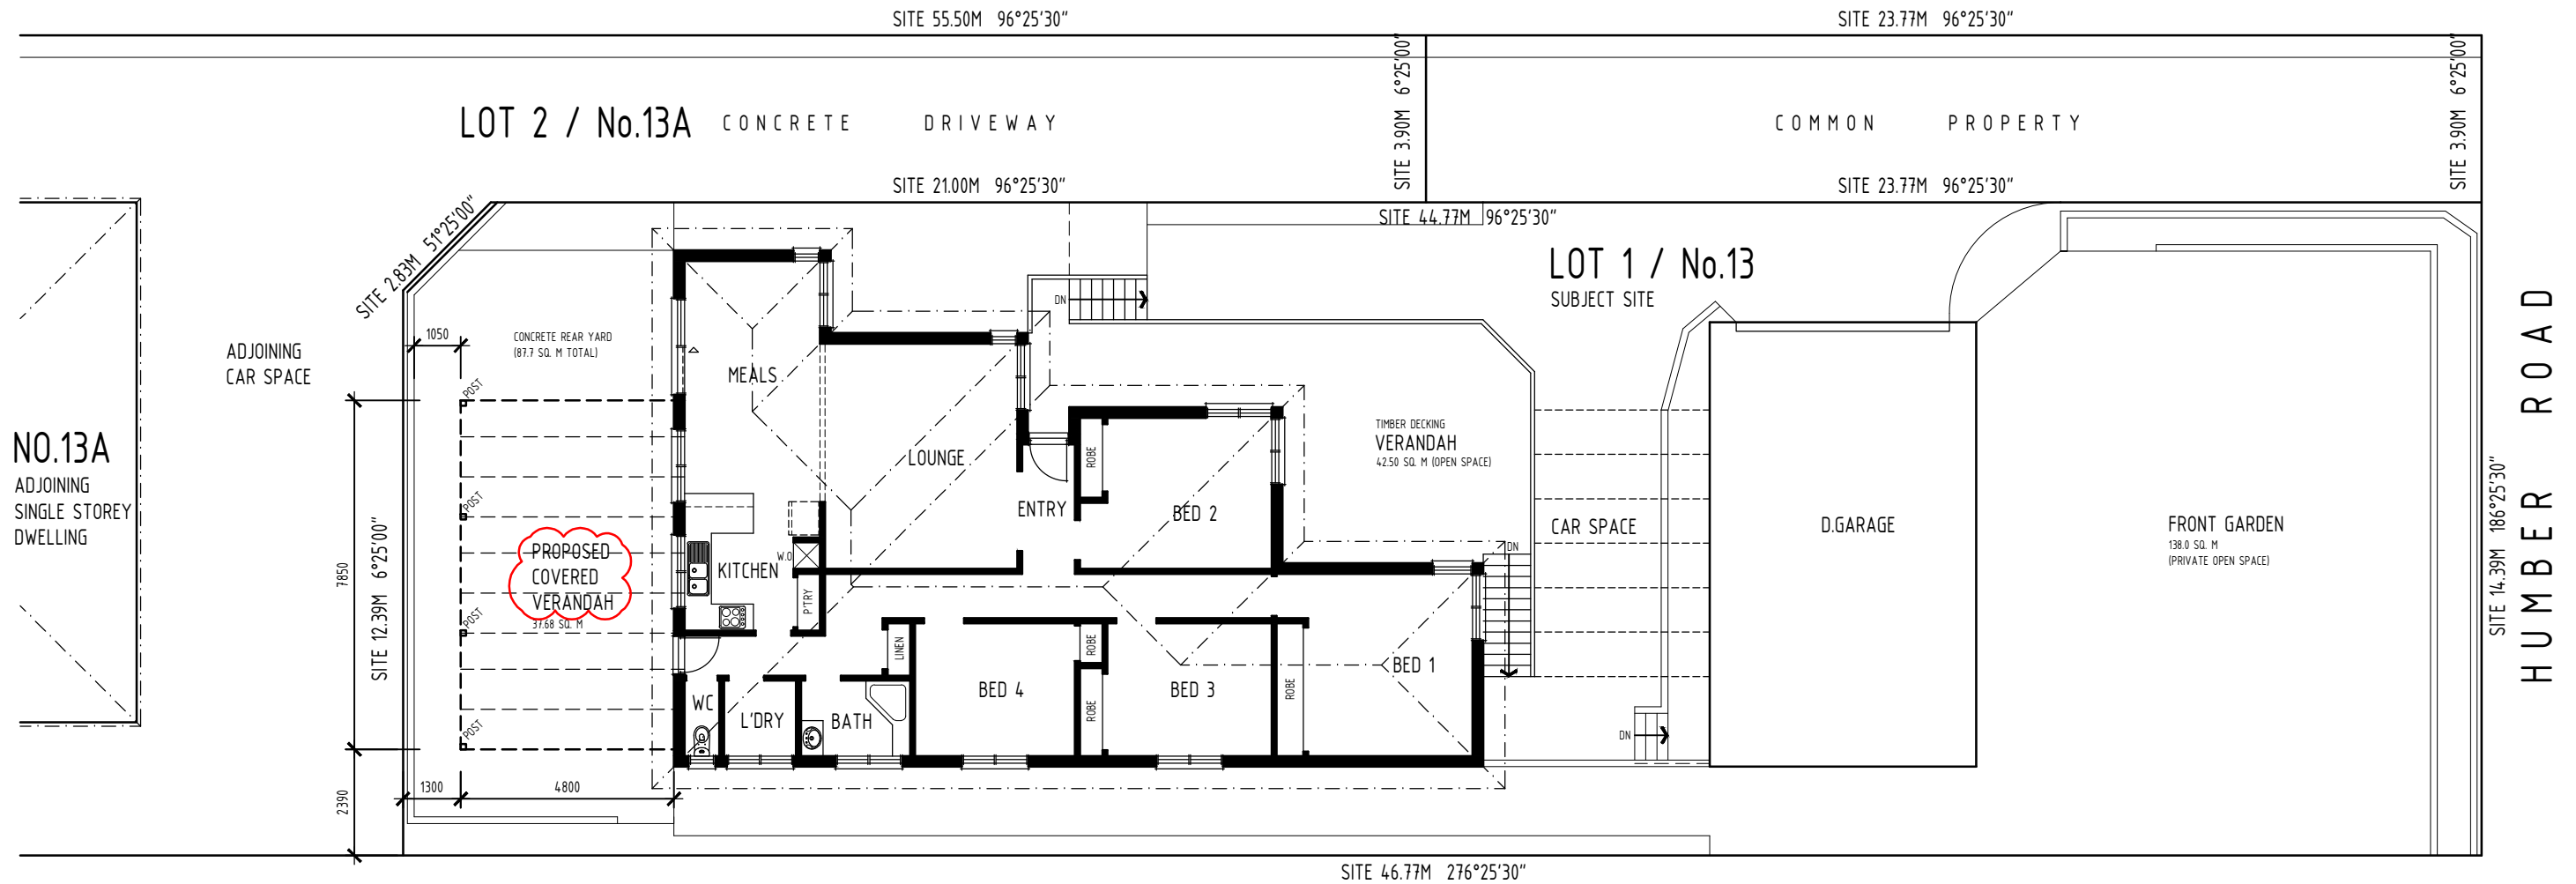 SITE 55.50M 96°25'30"
SITE 23.77M 96°25'30"
SITE 3.90M 6°25'00"
SITE 3.90M 6°25'00"
LOT 2 / No.13A
CONCRETE DRIVEWAY
COMMON PROPERTY
SITE 21.00M 96°25'30"
SITE 23.77M 96°25'30"
SITE 44.77M 96°25'30"
SITE 2.83M 51°25'00"
LOT 1 / No.13
SUBJECT SITE
DN
1050
CONCRETE REAR YARD
(87.7 SQ. M TOTAL)
ADJOINING
CAR SPACE
MEALS
POST
NO.13A
ADJOINING
SINGLE STOREY
DWELLING
LOUNGE
ROBE
TIMBER DECKING
VERANDAH
42.50 SQ. M (OPEN SPACE)
POST
ENTRY
BED 2
CAR SPACE
D.GARAGE
FRONT GARDEN
138.0 SQ. M
(PRIVATE OPEN SPACE)
HUMBER ROAD
SITE 14.39M 186°25'30"
SITE 12.39M 6°25'00"
7850
PROPOSED
COVERED
VERANDAH
37.68 SQ. M
W.O
KITCHEN
P'TRY
DN
POST
LINEN
ROBE
BED 4
ROBE
BED 3
ROBE
BED 1
WC
L'DRY
BATH
POST
DN
1300
4800
2390
SITE 46.77M 276°25'30"